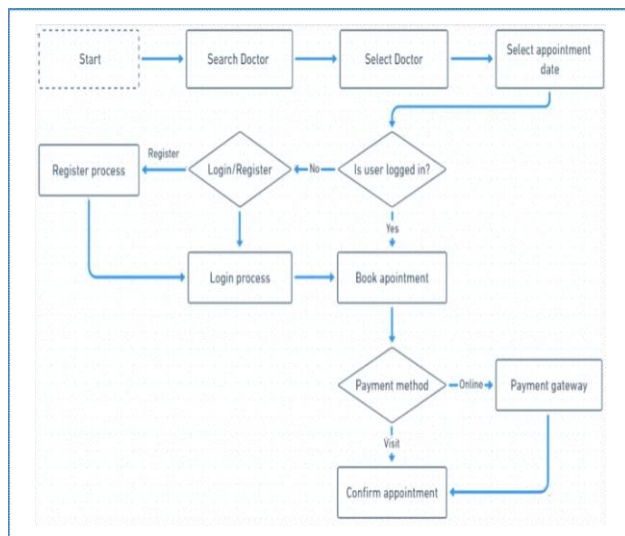 Start
Search Doctor
Select Doctor
Select appointment
date
Register process
Register
Login/Register
No
Is user logged in?
Yes
Login process
Book apointment
Payment method
Online
Payment gateway
Visit
Confirm appointment